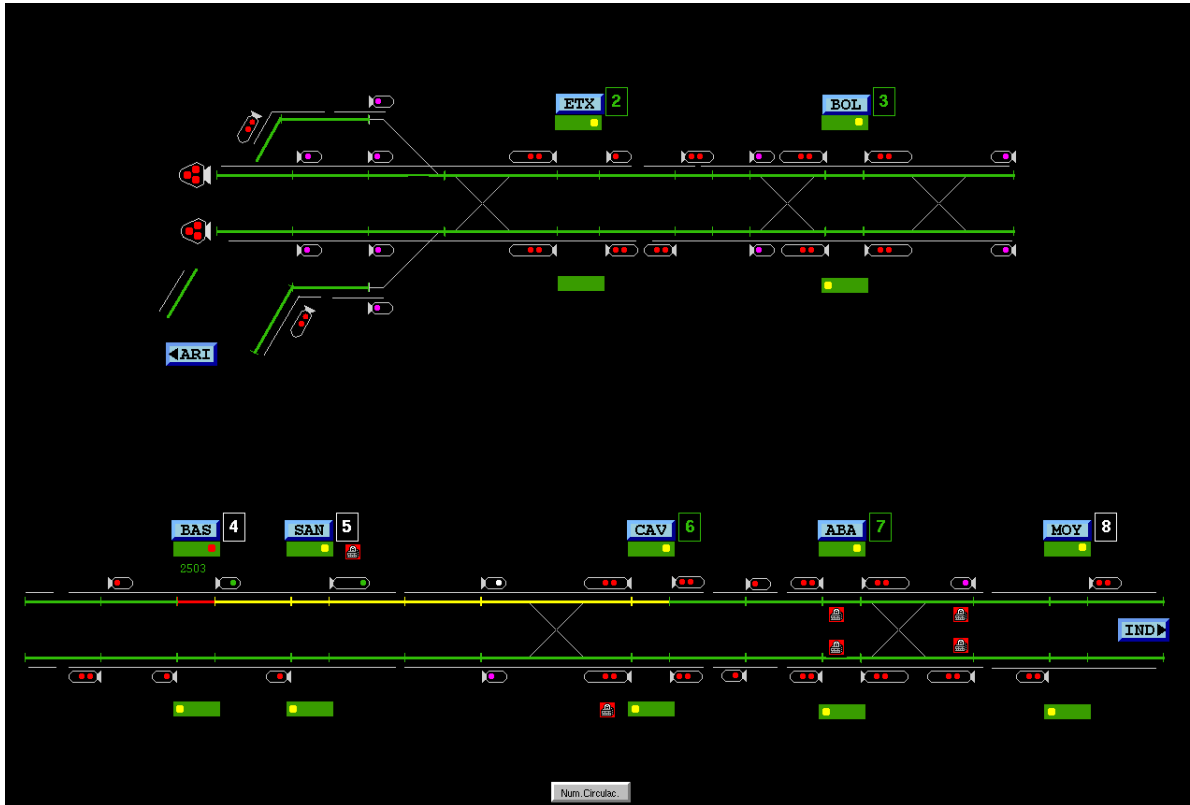 ETX 2
BOL 3
ARI
BAS 4
SAN 5
CAV 6
ABA 7
MOY 8
2503
IND
Num.Circulac.